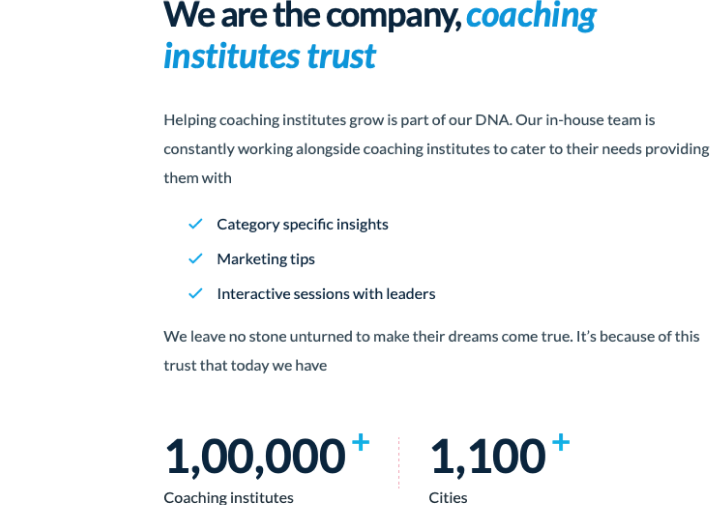 We are the company, coaching
institutes trust
Helping coaching institutes grow is part of our DNA. Our in-house team is
constantly working alongside coaching institutes to cater to their needs providing
them with
Category specific insights
Marketing tips
Interactive sessions with leaders
We leave no stone unturned to make their dreams come true. It’s because of this
trust that today we have
1,00,000+ 1,100+
Coaching institutes Cities